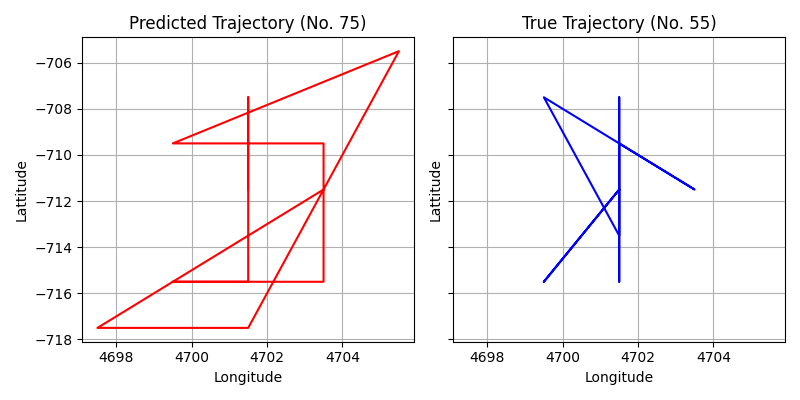 Predicted Trajectory (No. 75)
True Trajectory (No. 55)
Lattitude
−706
−708
−710
−712
−714
−716
−718
4698
4700
4702
4704
Longitude
Lattitude
4698
4700
4702
4704
Longitude